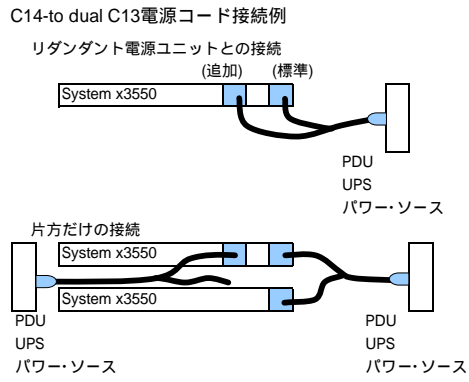 C14-to dual C13電源コード接続例
リダンダント電源ユニットとの接続
(追加) (標準)
System x3550
PDU
UPS
パワー・ソース
片方だけの接続
System x3550
System x3550
PDU
UPS
パワー・ソース
PDU
UPS
パワー・ソース